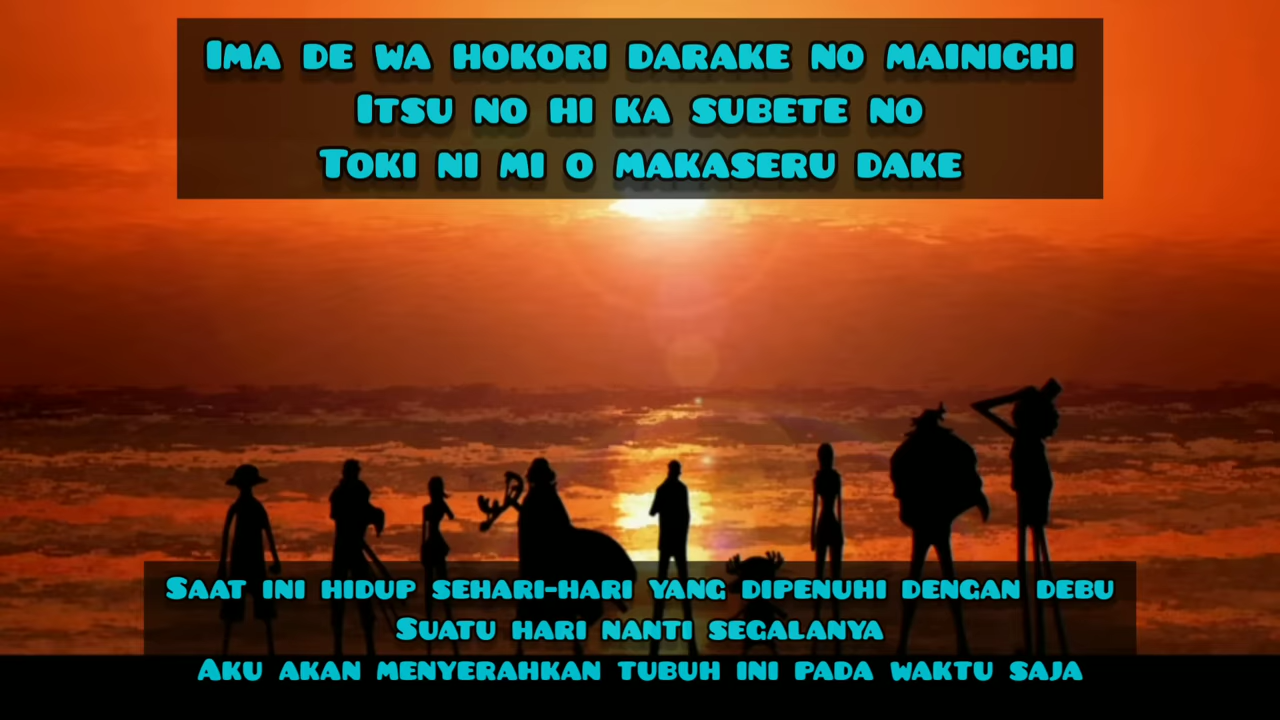 Ima de wa hokori darake no mainichi
Itsu no hi ka subete no
Toki ni mi o makaseru dake
Saat ini hidup sehari-hari yang dipenuhi dengan debu
Suatu hari nanti segalanya
Aku akan menyerahkan tubuh ini pada waktu saja